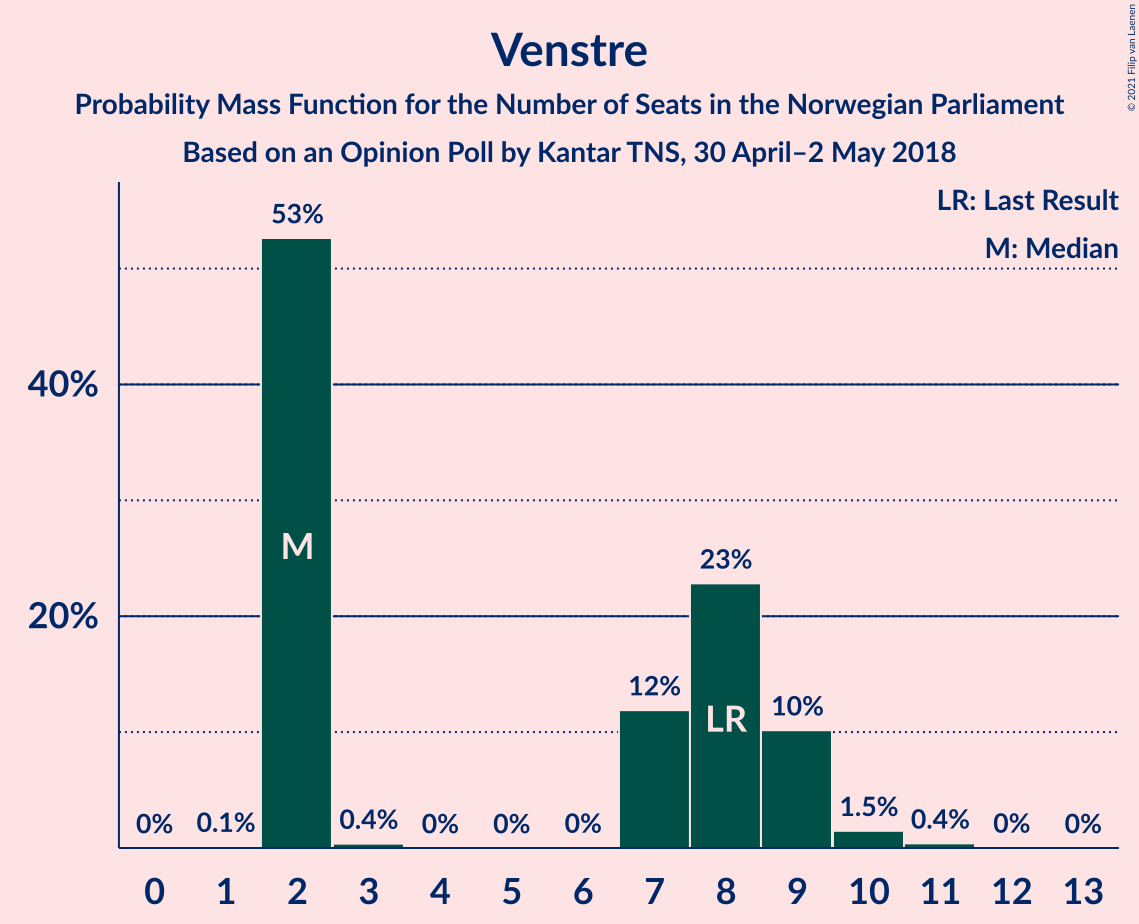 Venstre
Probability Mass Function for the Number of Seats in the Norwegian Parliament
Based on an Opinion Poll by Kantar TNS, 30 April–2 May 2018
© 2021 Filip van Laenen
LR: Last Result
M: Median
53%
40%
M
23%
20%
12%
LR
10%
0%
0.1%
0.4%
0%
0%
0%
1.5%
0.4%
0%
0%
0 1 2 3 4 5 6 7 8 9 10 11 12 13